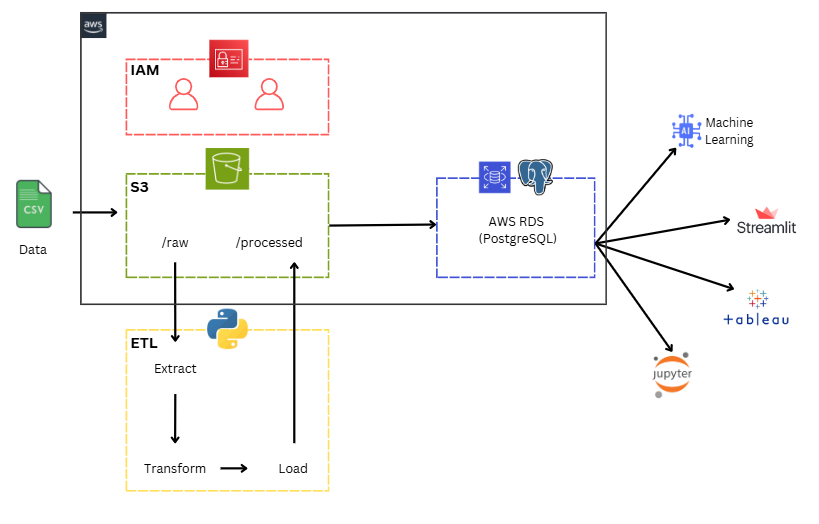 aws
IAM
S3
CSV
Data
/raw
/processed
AWS RDS
(PostgreSQL)
AI
Machine
Learning
Streamlit
+ableau
jupyter
ETL
Extract
Transform
Load